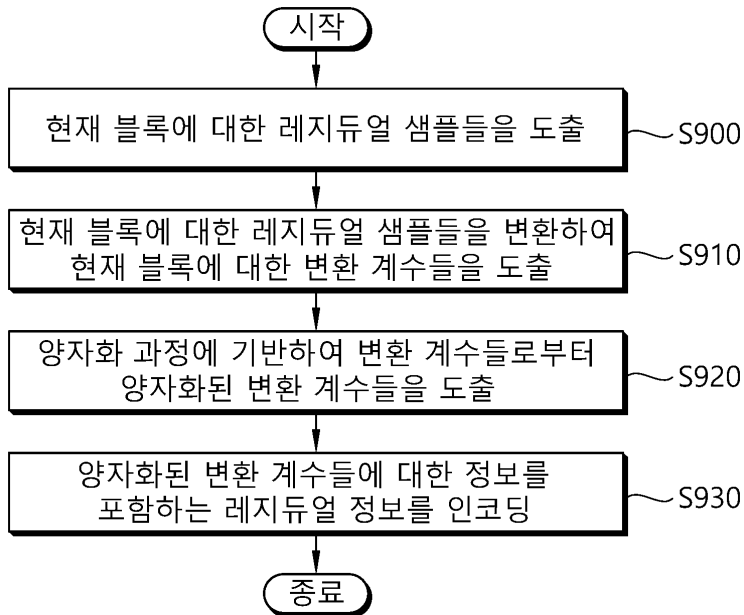 시작
현재 블록에 대한 레지듀얼 샘플들을 도출
S900
현재 블록에 대한 레지듀얼 샘플들을 변환하여
현재 블록에 대한 변환 계수들을 도출
S910
양자화 과정에 기반하여 변환 계수들로부터
양자화된 변환 계수들을 도출
S920
양자화된 변환 계수들에 대한 정보를
포함하는 레지듀얼 정보를 인코딩
S930
종료